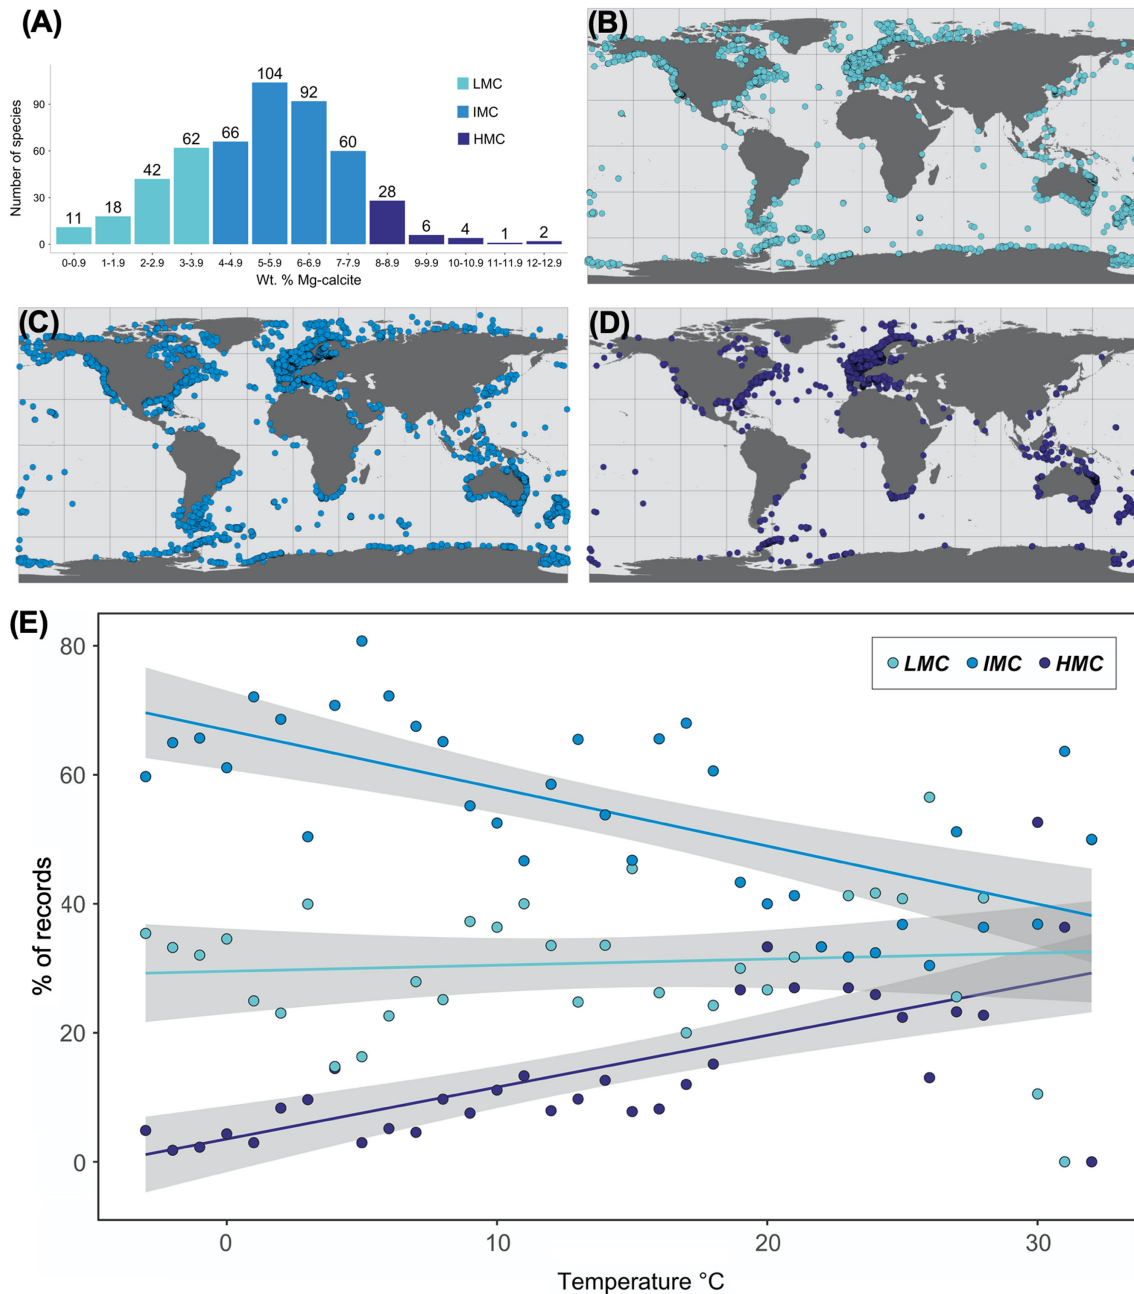 (A)
Number of species
90
60
30
0
11
18
42
62
66
104
92
60
28
6
4
1
2
0-0.9
1-1.9
2-2.9
3-3.9
4-4.9
5-5.9
6-6.9
7-7.9
8-8.9
9-9.9
10-10.9
11-11.9
12-12.9
Wt. % Mg-calcite
LMC
IMC
HMC
(B)
(C)
(D)
(E)
LMC IMC HMC
% of records
80
60
40
20
0
0 10 20 30
Temperature °C